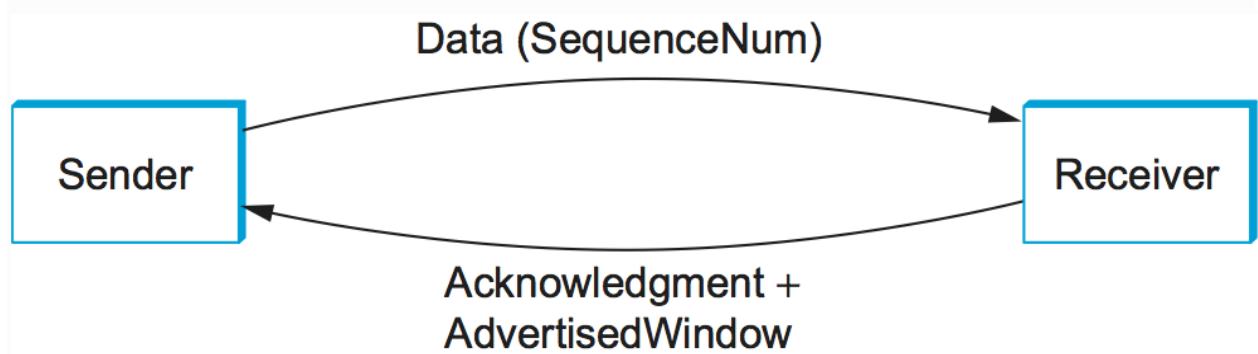 Data (SequenceNum)
Sender
Receiver
Acknowledgment +
AdvertisedWindow